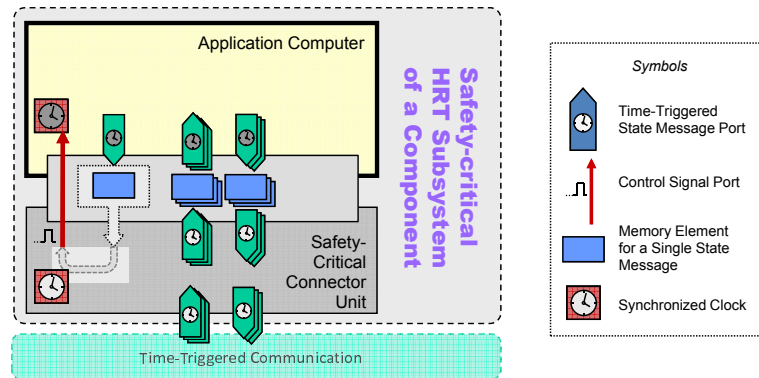 Application Computer
Safety-critical
HRT Subsystem
of a Component
Safety-
Critical
Connector
Unit
Time-Triggered Communication
Symbols
Time-Triggered
State Message Port
Control Signal Port
Memory Element
for a Single State
Message
Synchronized Clock